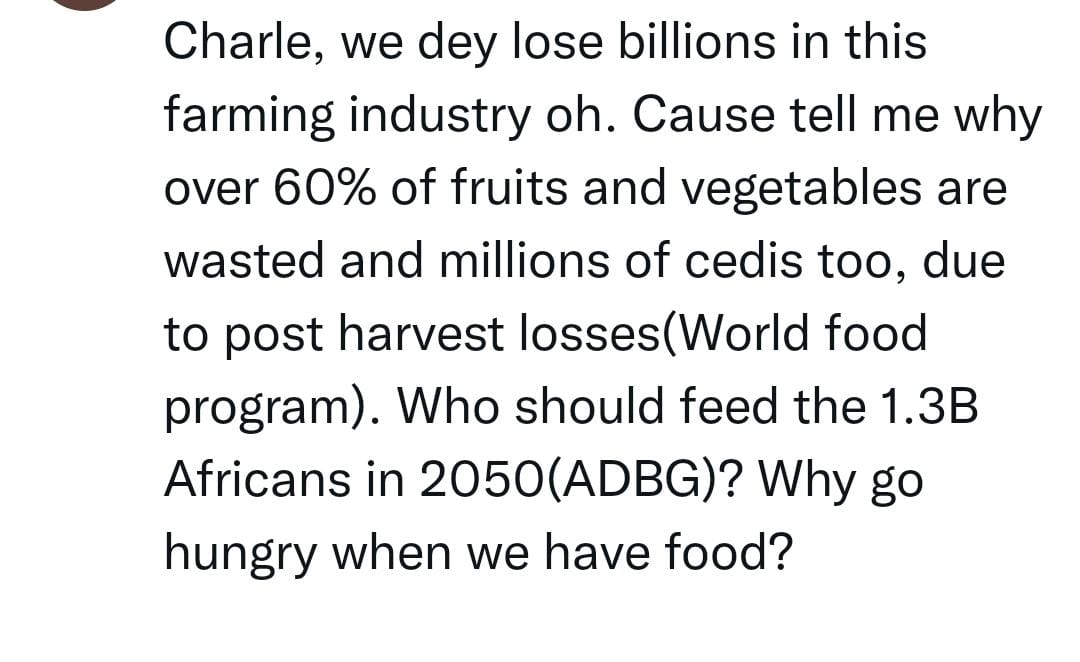 Charle, we dey lose billions in this
farming industry oh. Cause tell me why
over 60% of fruits and vegetables are
wasted and millions of cedis too, due
to post harvest losses(World food
program). Who should feed the 1.3B
Africans in 2050(ADBG)? Why go
hungry when we have food?